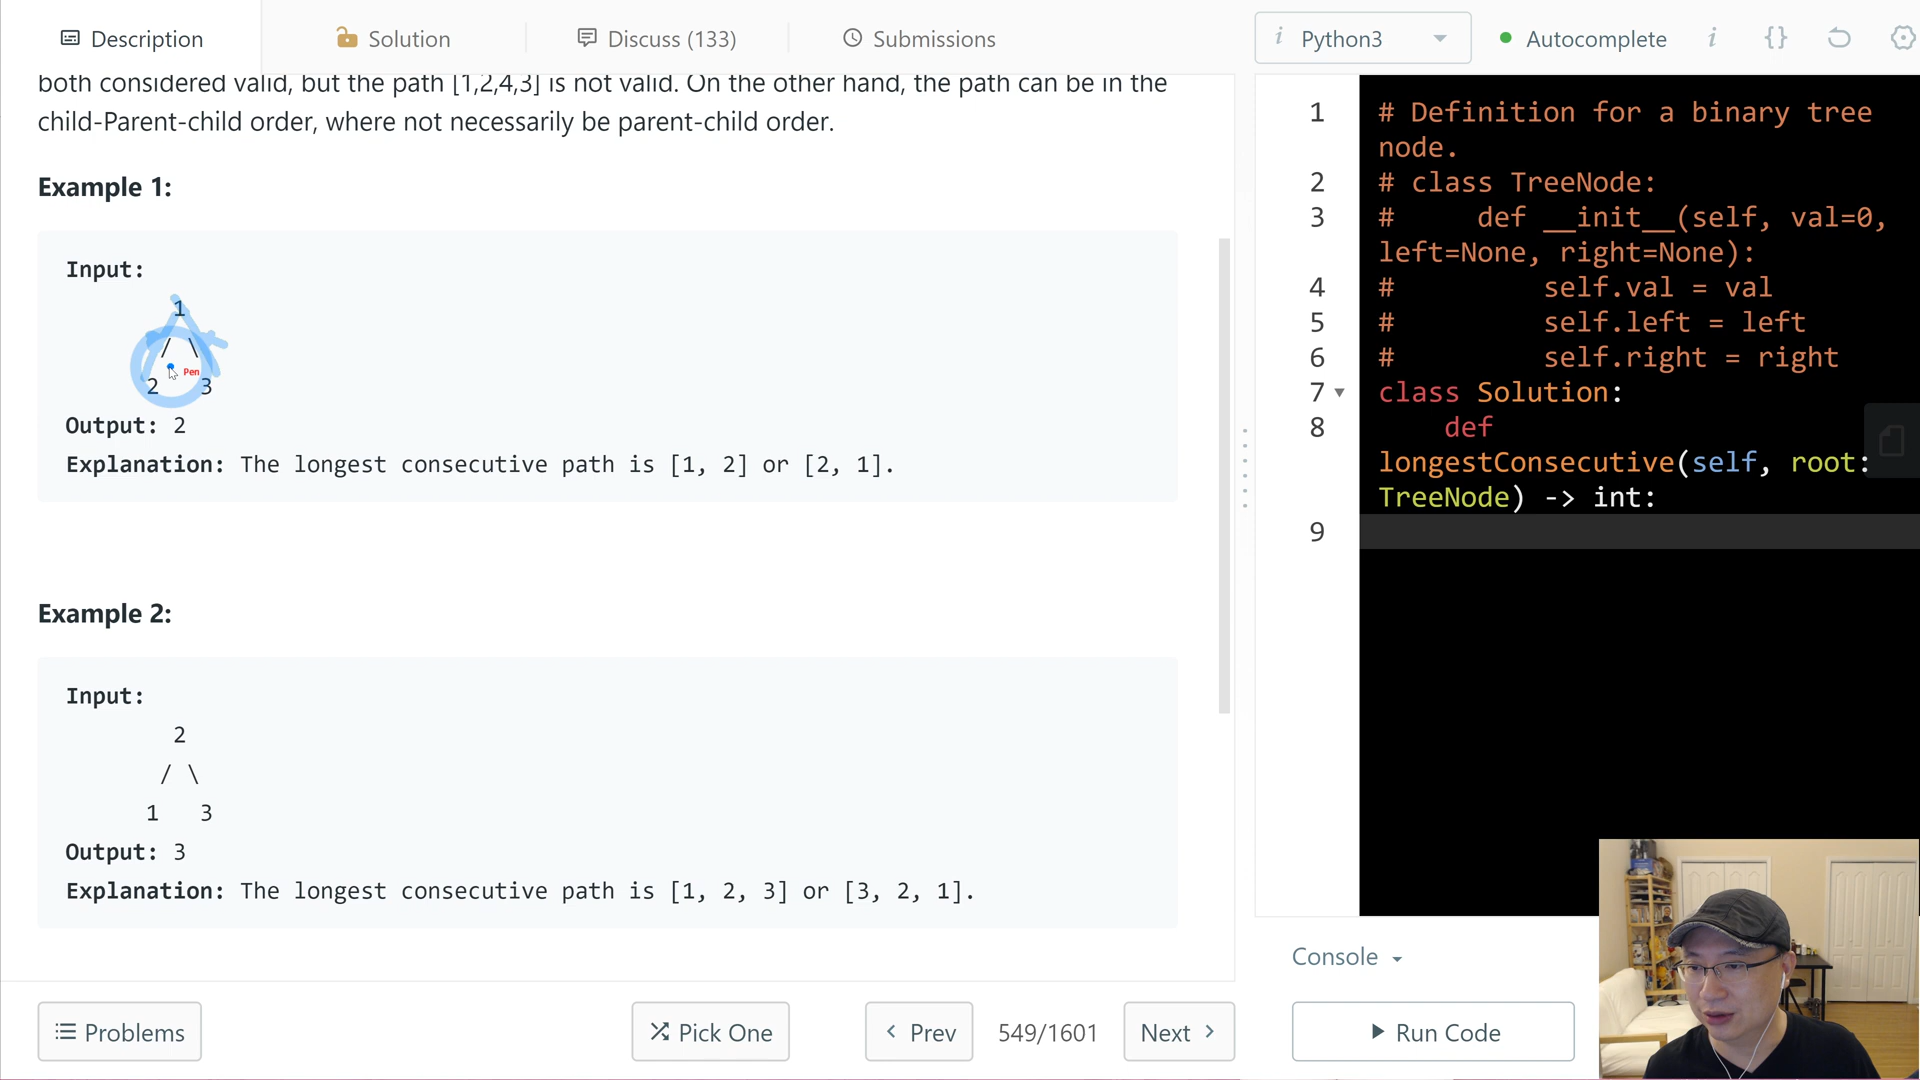 Description
Solution
Discuss (133)
Submissions
i Python3
Autocomplete
i {}
both considered valid, but the path [1,2,4,3] is not valid. On the other hand, the path can be in the
child-Parent-child order, where not necessarily be parent-child order.
Example 1:
Input:
1
/ \
Pen
2 3
Output: 2
Explanation: The longest consecutive path is [1, 2] or [2, 1].
Example 2:
Input:
2
/ \
1 3
Output: 3
Explanation: The longest consecutive path is [1, 2, 3] or [3, 2, 1].
Problems
Pick One
< Prev
549/1601
Next >
1 # Definition for a binary tree
node.
2 # class TreeNode:
3 #     def __init__(self, val=0,
left=None, right=None):
4 #         self.val = val
5 #         self.left = left
6 #         self.right = right
7 class Solution:
8     def
longestConsecutive(self, root:
TreeNode) -> int:
9
Console
Run Code